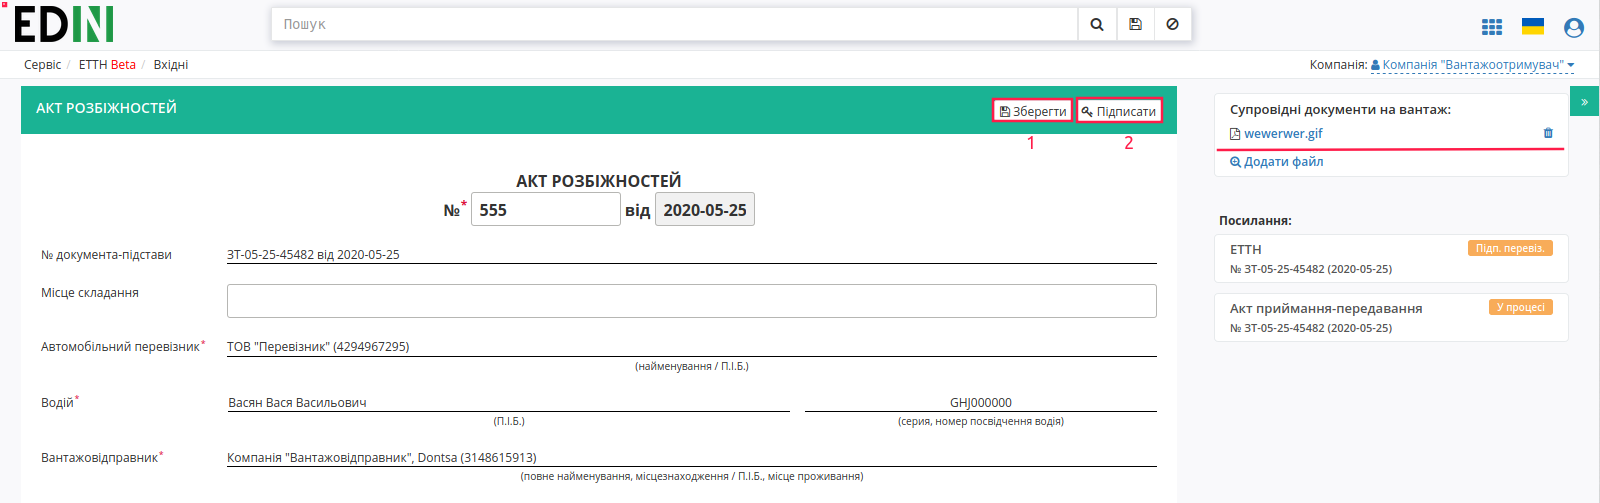 EDIN
Пошук
Сервіс / ЕТТН Beta / Вхідні
Компанія: Компанія "Вантажоотримувач"
АКТ РОЗБІЖНОСТЕЙ
Зберегти Підписати
1 2
АКТ РОЗБІЖНОСТЕЙ
№* 555 від 2020-05-25
№ документа-підстави ЗТ-05-25-45482 від 2020-05-25
Місце складання
Автомобільний перевізник* ТОВ "Перевізник" (4294967295)
(найменування / П.І.Б.)
Водій* Васян Вася Васильович GHJ000000
(П.І.Б.) (серия, номер посвідчення водія)
Вантажовідправник* Компанія "Вантажовідправник", Dontsa (3148615913)
(повне найменування, місцезнаходження / П.І.Б., місце проживання)
»
Супровідні документи на вантаж:
wewerwer.gif
Додати файл
Посилання:
ЕТТН Підп. перевіз.
№ ЗТ-05-25-45482 (2020-05-25)
Акт приймання-передавання У процесі
№ ЗТ-05-25-45482 (2020-05-25)